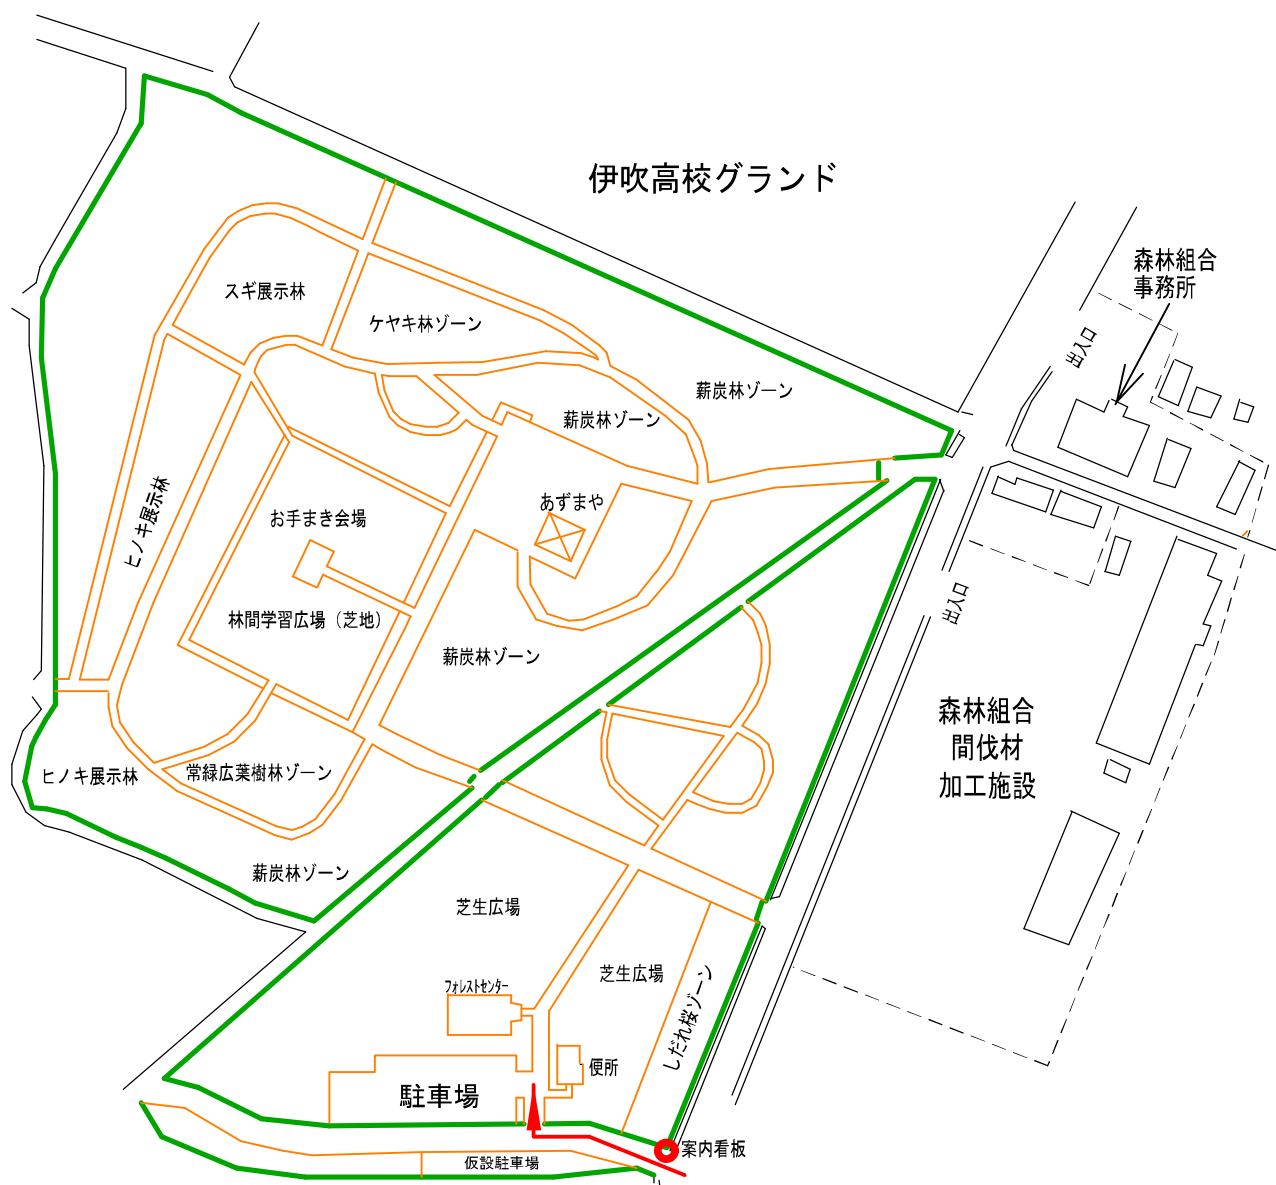 伊吹高校グランド
森林組合
事務所
スギ展示林
ケヤキ林ゾーン
出入口
薪炭林ゾーン
薪炭林ゾーン
ヒノキ展示林
お手まき会場
あずまや
林間学習広場（芝地）
出入口
薪炭林ゾーン
森林組合
間伐材
加工施設
ヒノキ展示林
常緑広葉樹林ゾーン
薪炭林ゾーン
芝生広場
芝生広場
フォレストセンター
しだれ桜ゾーン
便所
駐車場
案内看板
仮設駐車場